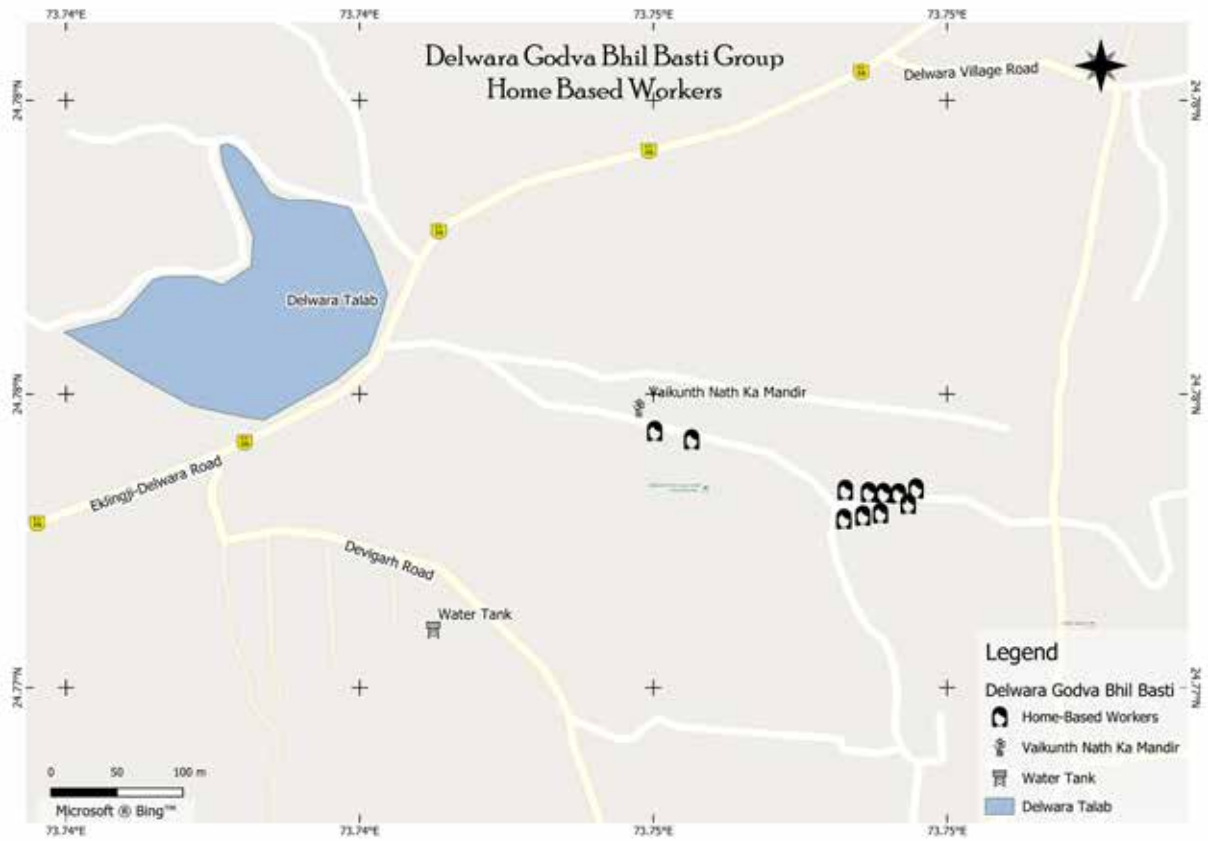 73.74°E 73.74°E 73.75°E 73.75°E
Delwara Godva Bhil Basti Group
Home Based Workers
Delwara Village Road
24.78°N 24.78°N
Delwara Talab
24.78°N 24.78°N
Vaikunth Nath Ka Mandir
Eklingji-Delwara Road
Devigarh Road
Water Tank
24.77°N 24.77°N
Legend
Delwara Godva Bhil Basti
Home-Based Workers
Vaikunth Nath Ka Mandir
Water Tank
Delwara Talab
0 50 100 m
Microsoft ® Bing™
73.74°E 73.74°E 73.75°E 73.75°E